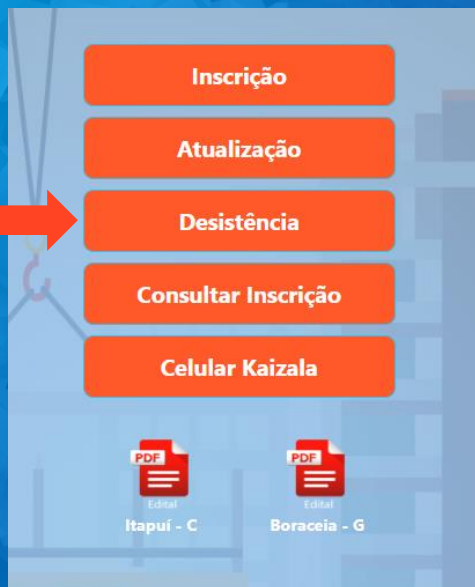 Inscrição
Atualização
Desistência
Consultar Inscrição
Celular Kaizala
PDF PDF
Edital Edital
Itapuí - C Boraceia - G